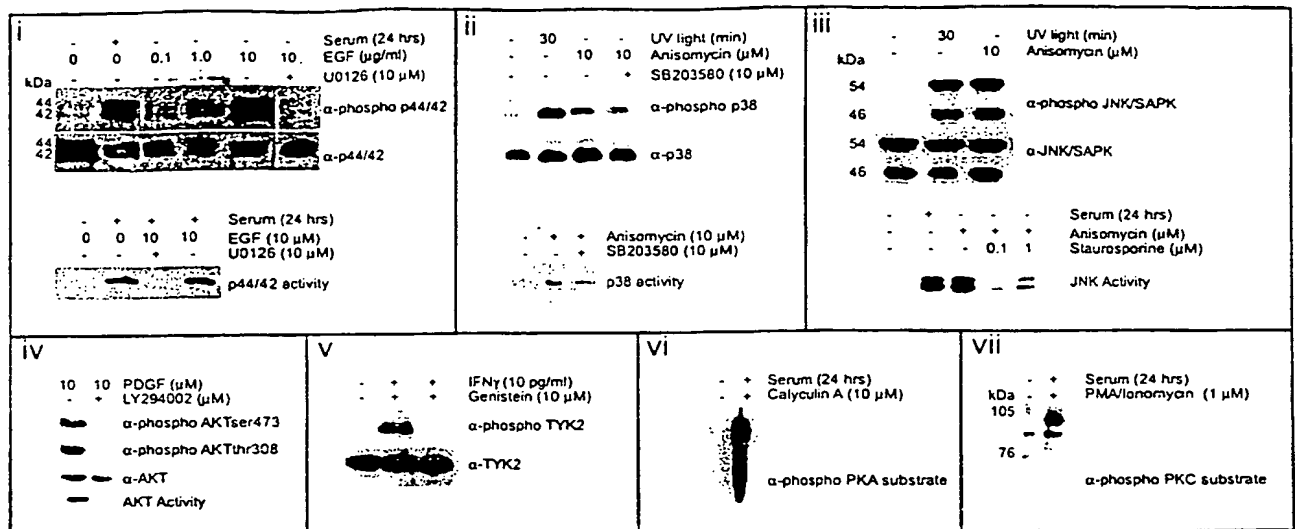 i
- + - - - - Serum (24 hrs)
0 0 0.1 1.0 10 10 EGF (µg/ml)
+ U0126 (10 µM)
kDa
44
42
α-phospho p44/42
44
42
α-p44/42
- + + + Serum (24 hrs)
0 0 10 10 EGF (10 µM)
+ U0126 (10 µM)
p44/42 activity
ii
- 30 - - UV light (min)
- - 10 10 Anisomycin (µM)
+ SB203580 (10 µM)
α-phospho p38
α-p38
- + + Anisomycin (10 µM)
+ SB203580 (10 µM)
p38 activity
iii
- 30 - UV light (min)
- - 10 Anisomycin (µM)
kDa
54
α-phospho JNK/SAPK
46
54
α-JNK/SAPK
46
- + - - - Serum (24 hrs)
- - + + + Anisomycin (µM)
0.1 1 Staurosporine (µM)
JNK Activity
iv
10 10 PDGF (µM)
- + LY294002 (µM)
α-phospho AKTser473
α-phospho AKTthr308
α-AKT
AKT Activity
v
- + + IFNγ (10 pg/ml)
- + + Genistein (10 µM)
α-phospho TYK2
α-TYK2
vi
- + Serum (24 hrs)
- + Calyculin A (10 µM)
α-phospho PKA substrate
vii
- + Serum (24 hrs)
kDa - + PMA/Ionomycin (1 µM)
105
76
α-phospho PKC substrate